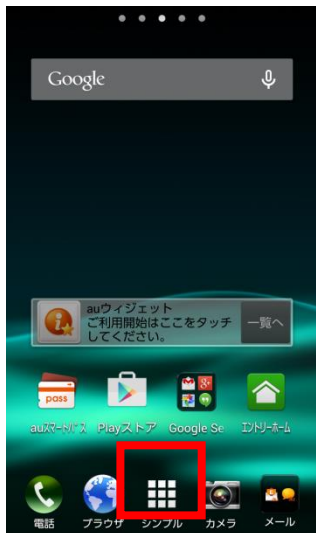 Google
auウィジェット
ご利用開始はここをタッチ
してください。
一覧へ
pass
auスマートパス Playストア Google Se エントリーホーム
電話 ブラウザ シンプル カメラ メール